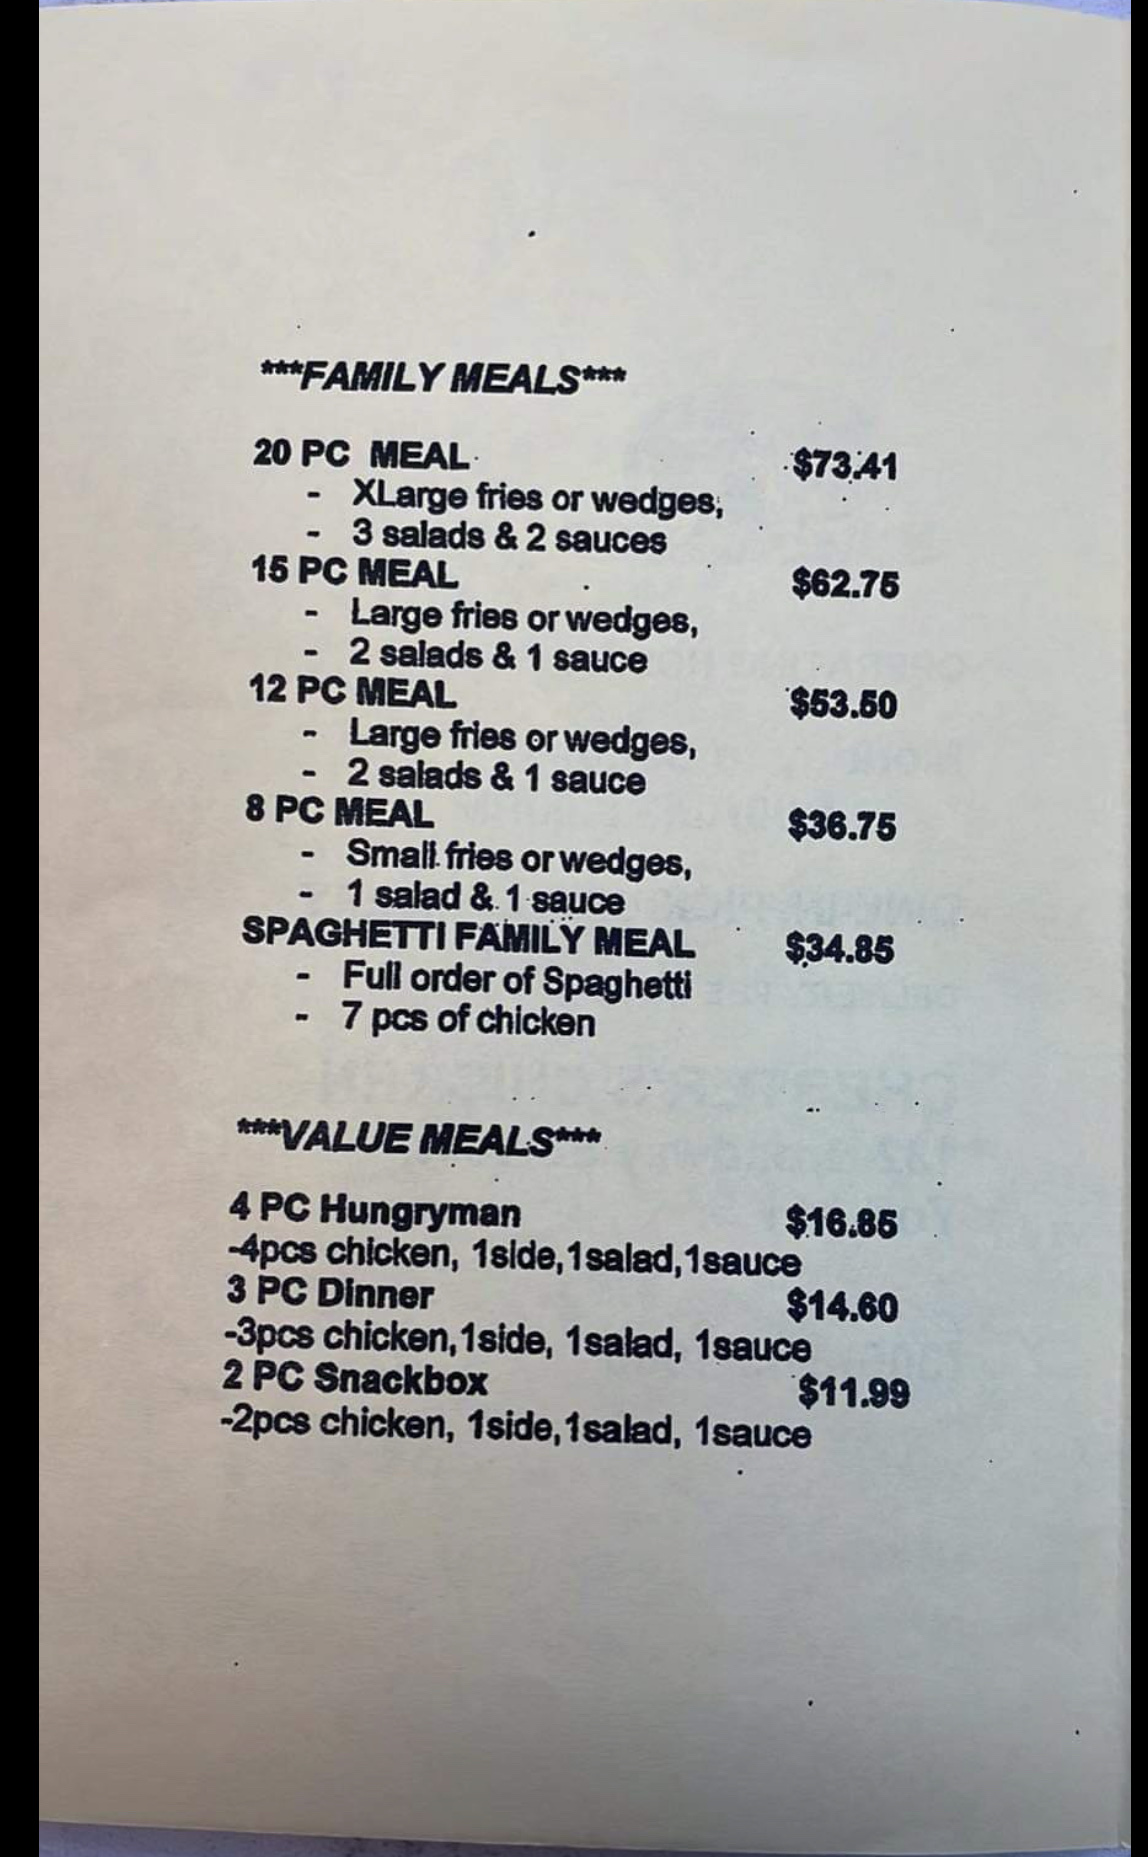 ***FAMILY MEALS***
20 PC MEAL $73.41
- XLarge fries or wedges,
- 3 salads & 2 sauces
15 PC MEAL $62.75
- Large fries or wedges,
- 2 salads & 1 sauce
12 PC MEAL $53.50
- Large fries or wedges,
- 2 salads & 1 sauce
8 PC MEAL $36.75
- Small fries or wedges,
- 1 salad & 1 sauce
SPAGHETTI FAMILY MEAL $34.85
- Full order of Spaghetti
- 7 pcs of chicken
***VALUE MEALS***
4 PC Hungryman $16.85
-4pcs chicken, 1side,1salad,1sauce
3 PC Dinner $14.60
-3pcs chicken,1side, 1salad, 1sauce
2 PC Snackbox $11.99
-2pcs chicken, 1side,1salad, 1sauce